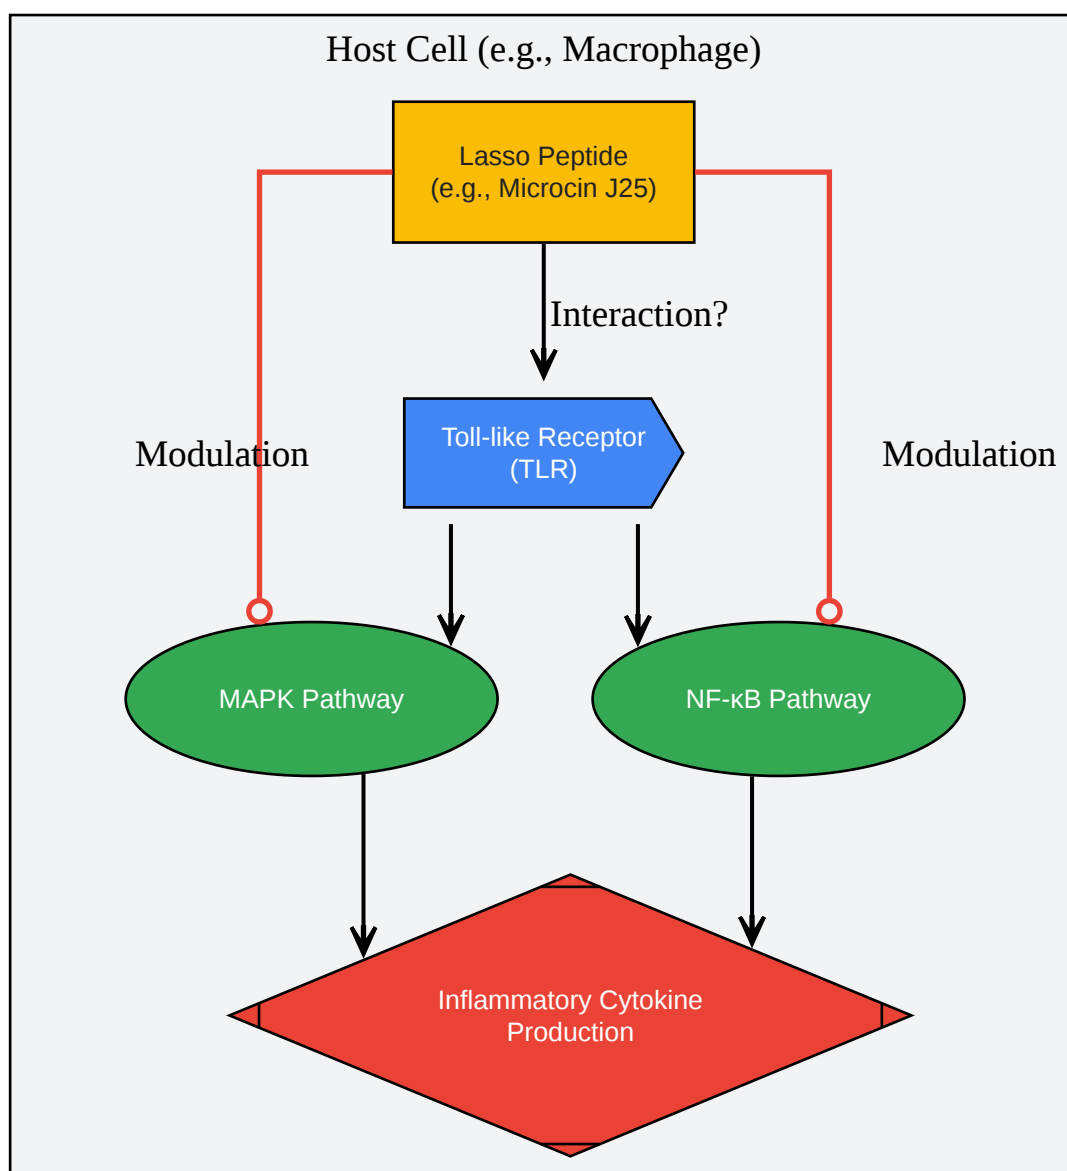 Host Cell (e.g., Macrophage)
Lasso Peptide
(e.g., Microcin J25)
Interaction?
Toll-like Receptor
(TLR)
Modulation
Modulation
MAPK Pathway
NF-κB Pathway
Inflammatory Cytokine
Production